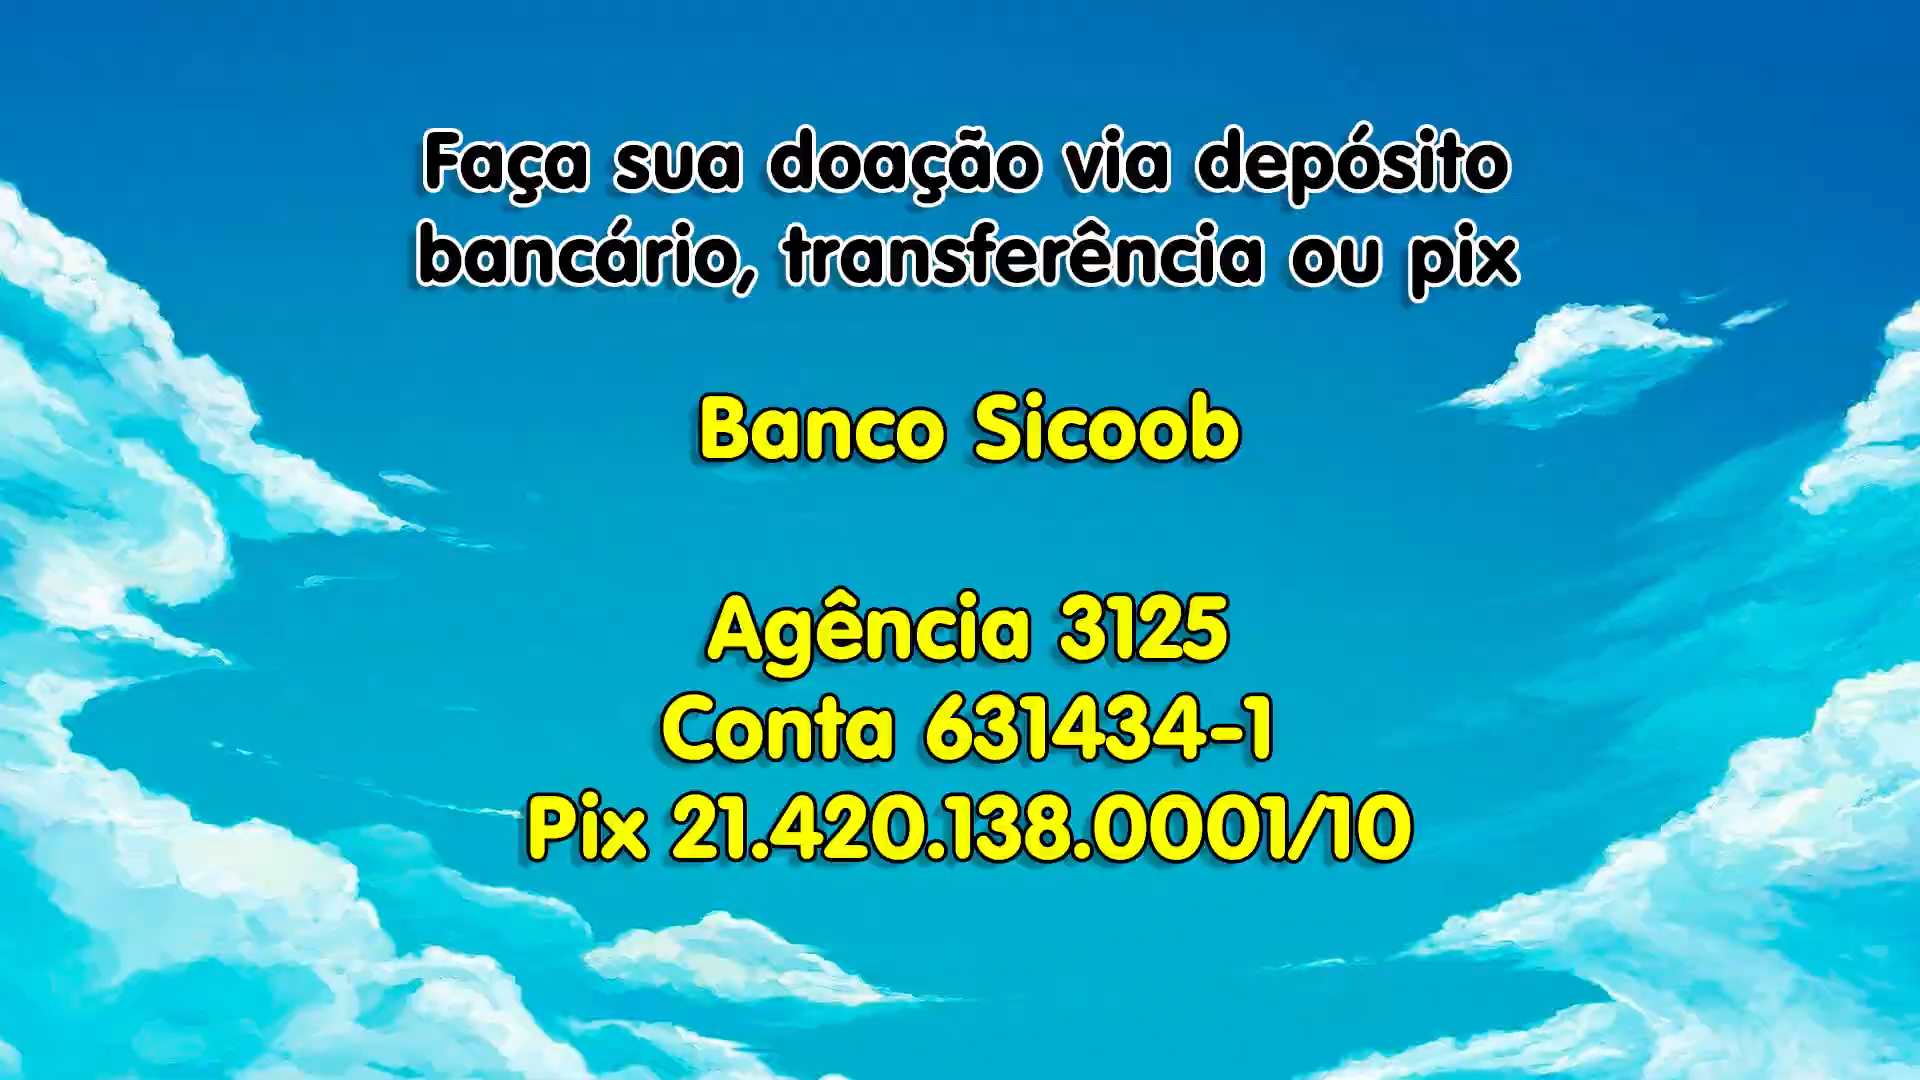 Faça sua doação via depósito
bancário, transferência ou pix
Banco Sicoob
Agência 3125
Conta 631434-1
Pix 21.420.138.0001/10